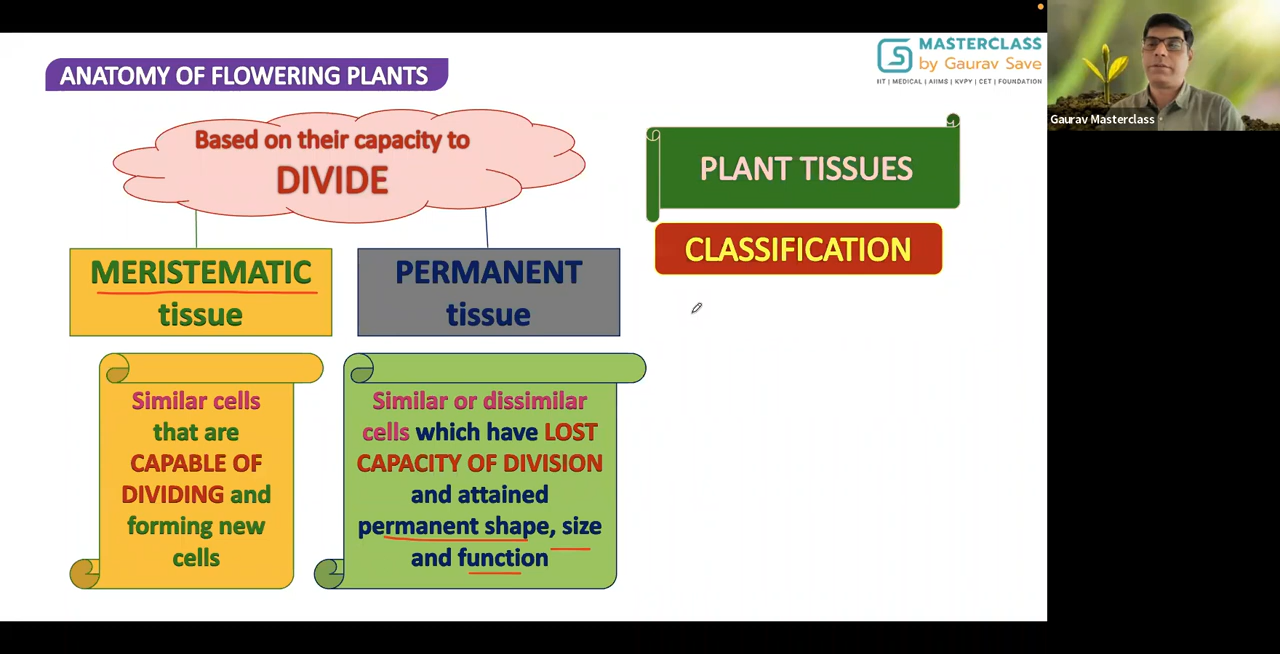 ANATOMY OF FLOWERING PLANTS
MASTERCLASS
by Gaurav Save
IIT | MEDICAL | AIIMS | KVPY | CET | FOUNDATION
Gaurav Masterclass
Based on their capacity to
DIVIDE
PLANT TISSUES
CLASSIFICATION
MERISTEMATIC
tissue
PERMANENT
tissue
Similar cells
that are
CAPABLE OF
DIVIDING and
forming new
cells
Similar or dissimilar
cells which have LOST
CAPACITY OF DIVISION
and attained
permanent shape, size
and function